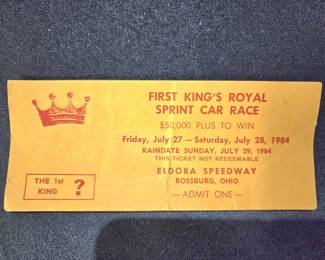 FIRST KING'S ROYAL
SPRINT CAR RACE
$50,000 PLUS TO WIN
Friday, July 27 — Saturday, July 28, 1984
RAINDATE SUNDAY, JULY 29, 1984
THIS TICKET NOT REDEEMABLE
ELDORA SPEEDWAY
ROSSBURG, OHIO
— ADMIT ONE —
THE 1st
KING ?